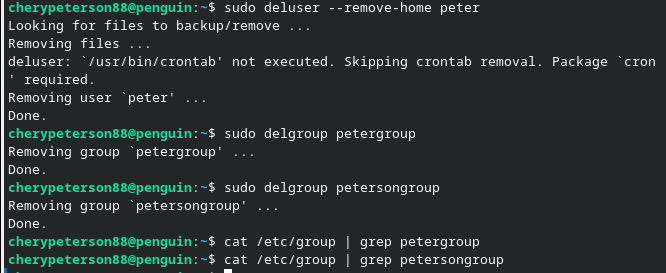 cherypeterson88@penguin:~$ sudo deluser --remove-home peter
Looking for files to backup/remove ...
Removing files ...
deluser: `/usr/bin/crontab' not executed. Skipping crontab removal. Package `cron
' required.
Removing user `peter' ...
Done.
cherypeterson88@penguin:~$ sudo delgroup petergroup
Removing group `petergroup' ...
Done.
cherypeterson88@penguin:~$ sudo delgroup petersongroup
Removing group `petersongroup' ...
Done.
cherypeterson88@penguin:~$ cat /etc/group | grep petergroup
cherypeterson88@penguin:~$ cat /etc/group | grep petersongroup
cherypeterson88@penguin:~$